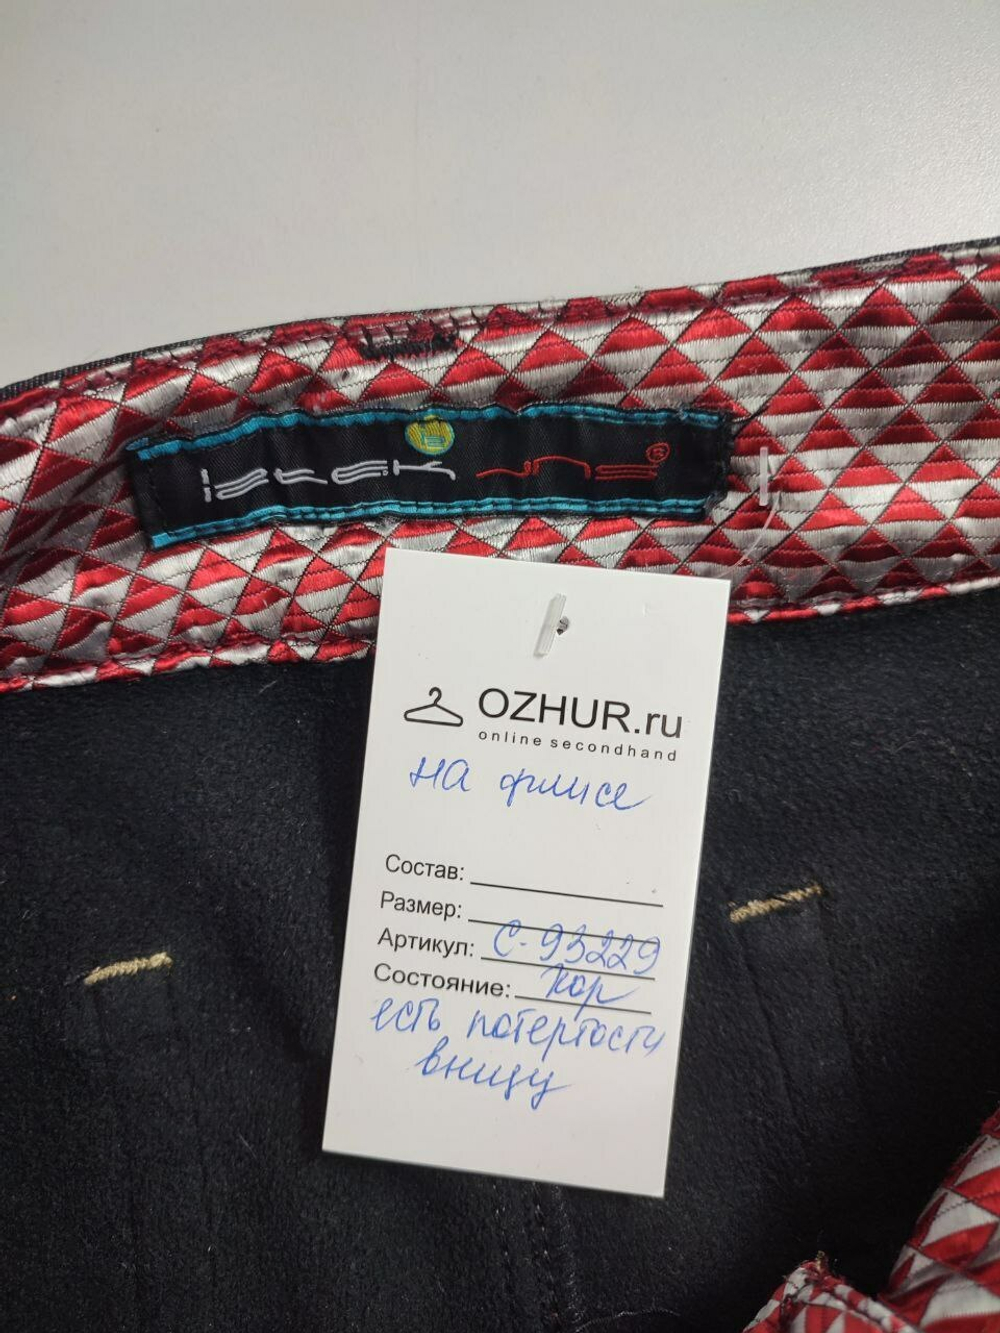 OZHUR.ru
online secondhand
на флисе
Состав:
Размер:
Артикул: С-93229
Состояние: хор
есть потертости
внизу